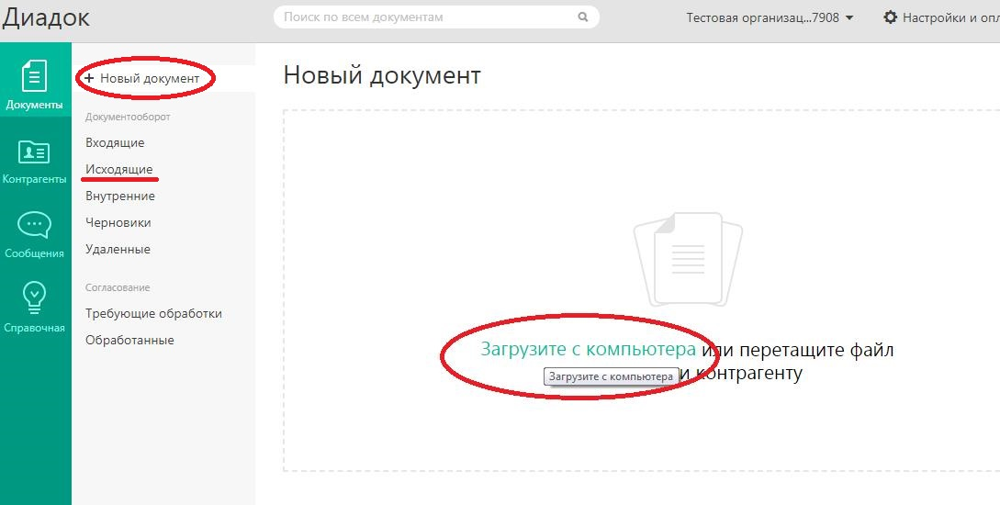 Диадок
Поиск по всем документам
Тестовая организац...7908
Настройки и опл
Документы
Контрагенты
Сообщения
Справочная
+ Новый документ
Документооборот
Входящие
Исходящие
Внутренние
Черновики
Удаленные
Согласование
Требующие обработки
Обработанные
Новый документ
Загрузите с компьютера или перетащите файл
Загрузите с компьютера
и контрагенту